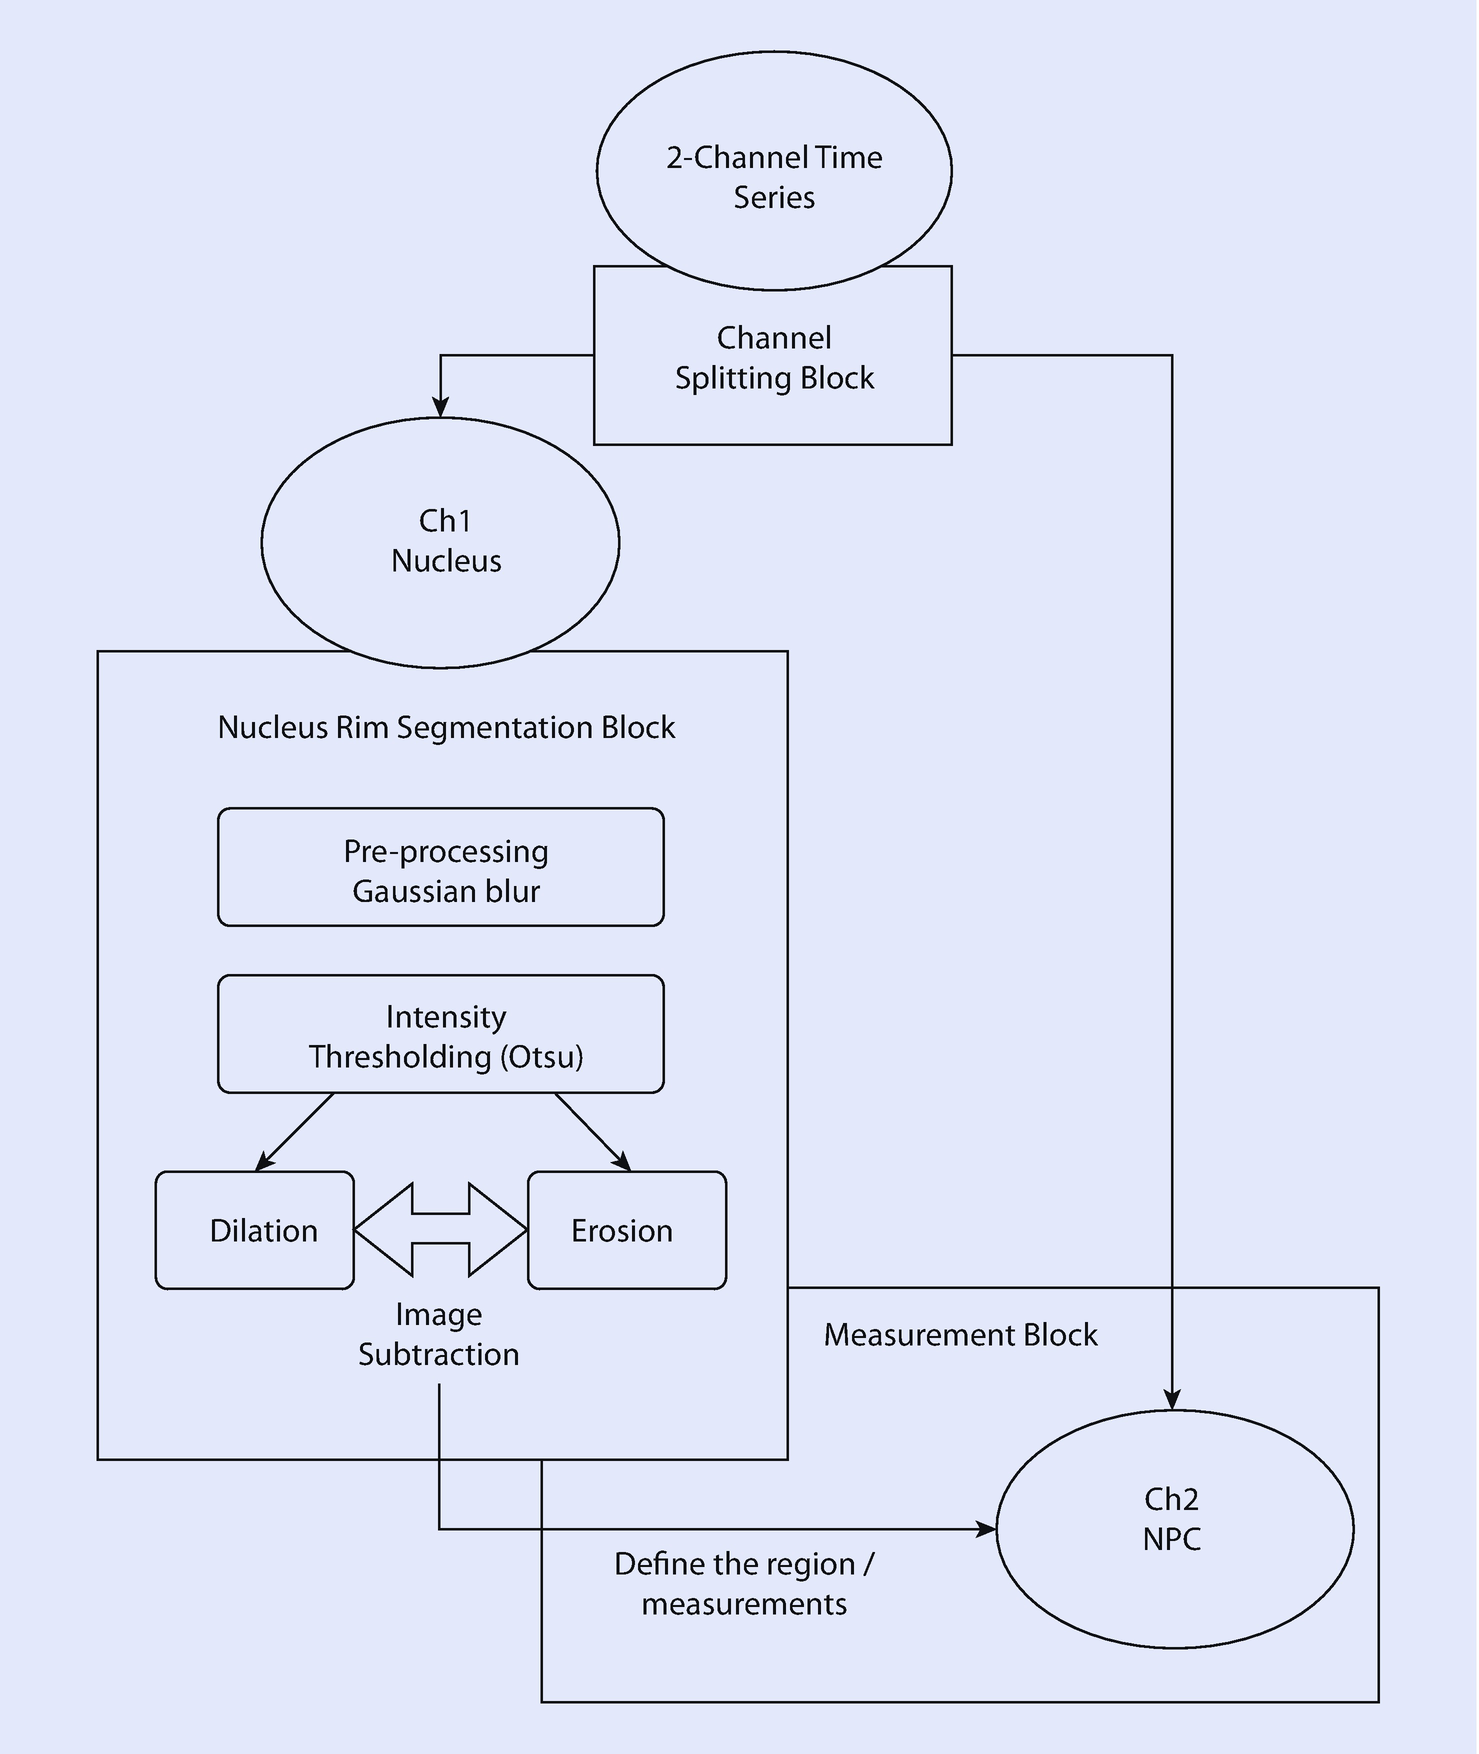 2-Channel Time
Series
Channel
Splitting Block
Ch1
Nucleus
Nucleus Rim Segmentation Block
Pre-processing
Gaussian blur
Intensity
Thresholding (Otsu)
Dilation
Erosion
Image
Subtraction
Measurement Block
Ch2
NPC
Define the region /
measurements